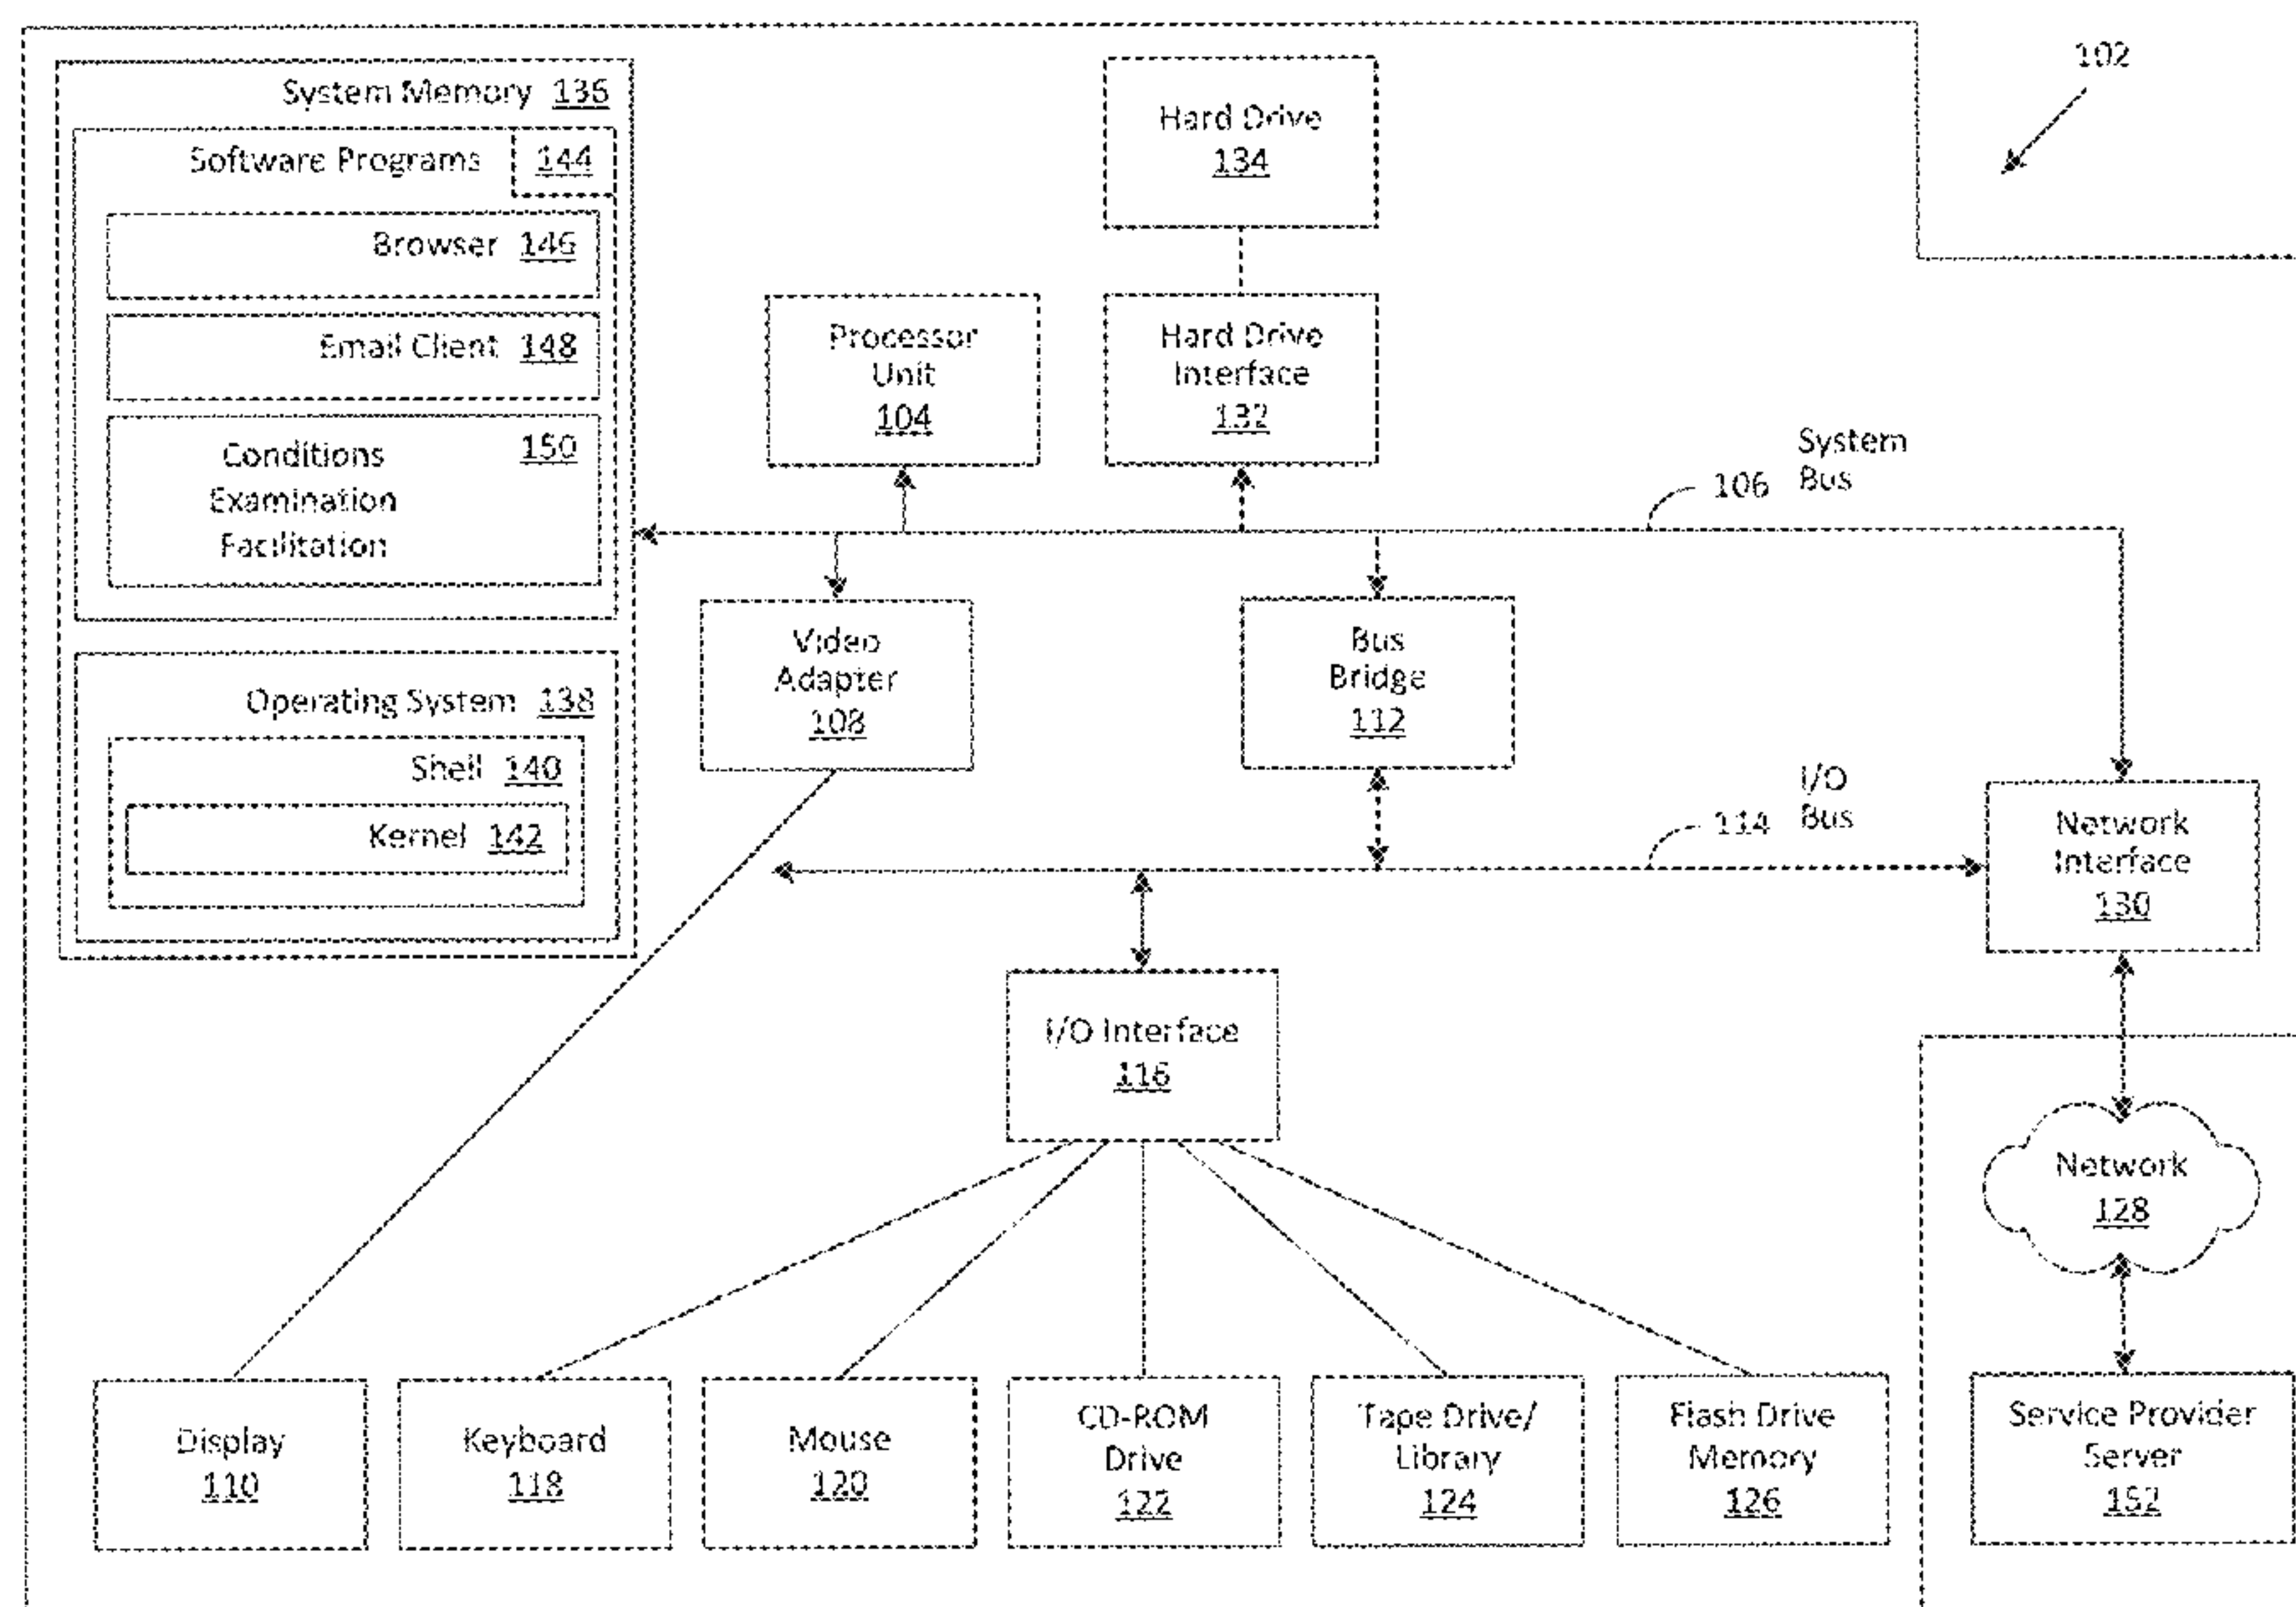 102
System Memory 136
Software Programs 144
Browser 146
Email Client 148
Conditions 150
Examination
Facilitation
Operating System 138
Shell 140
Kernel 142
Hard Drive
134
Processor
Unit
104
Hard Drive
Interface
132
System
Bus
106
Video
Adapter
108
Bus
Bridge
112
I/O
Bus
114
Network
Interface
130
I/O Interface
116
Network
128
Display
110
Keyboard
118
Mouse
120
CD-ROM
Drive
122
Tape Drive/
Library
124
Flash Drive
Memory
126
Service Provider
Server
152